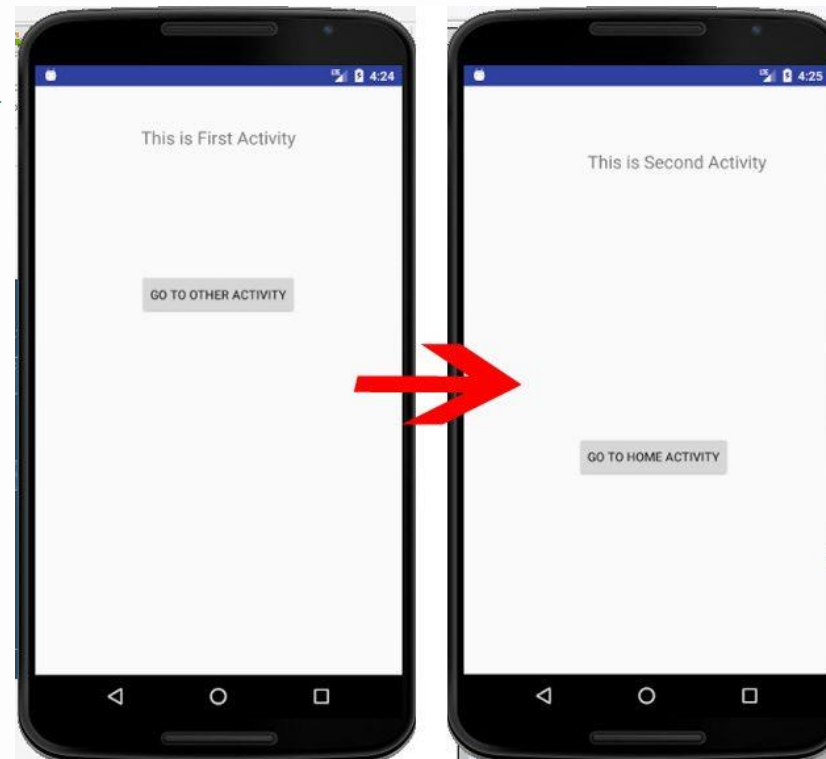 4:24
This is First Activity
GO TO OTHER ACTIVITY
4:25
This is Second Activity
GO TO HOME ACTIVITY